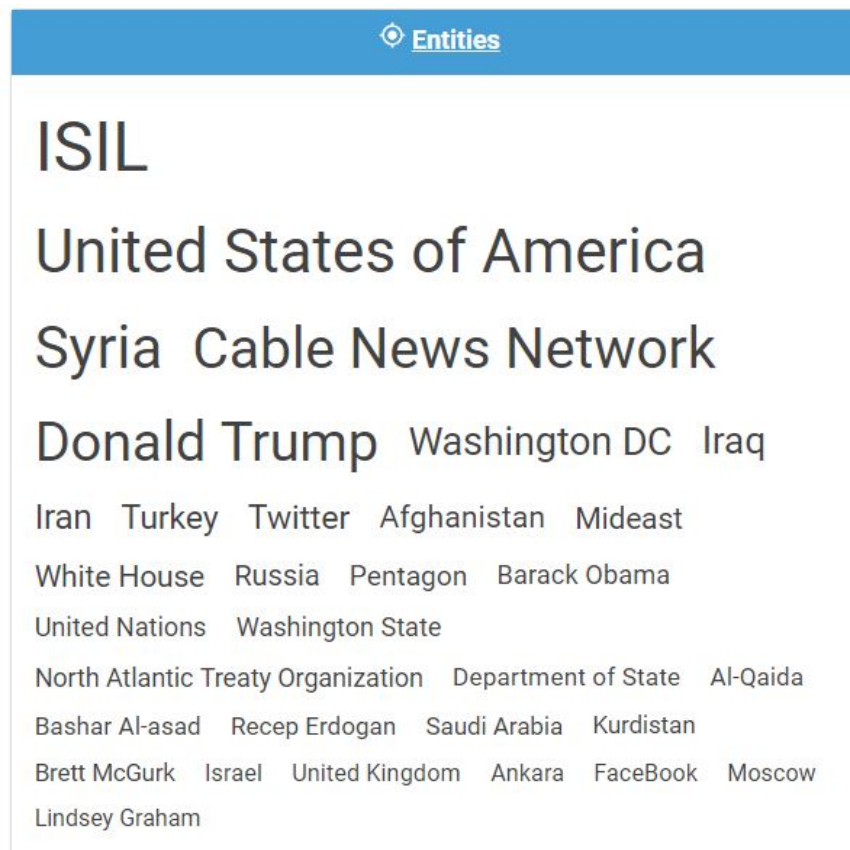 Entities
ISIL
United States of America
Syria Cable News Network
Donald Trump Washington DC Iraq
Iran Turkey Twitter Afghanistan Mideast
White House Russia Pentagon Barack Obama
United Nations Washington State
North Atlantic Treaty Organization Department of State Al-Qaida
Bashar Al-asad Recep Erdogan Saudi Arabia Kurdistan
Brett McGurk Israel United Kingdom Ankara FaceBook Moscow
Lindsey Graham